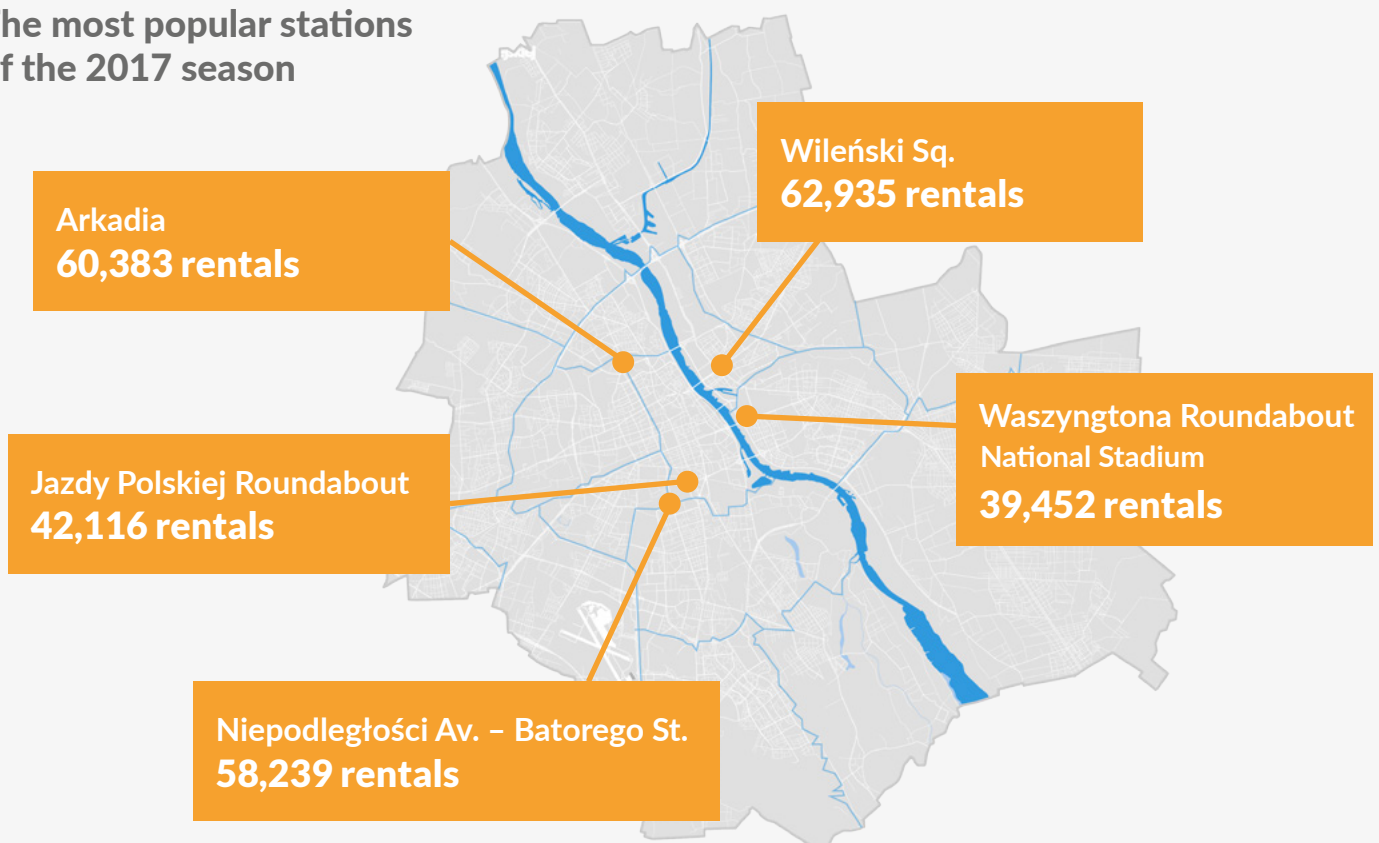 he most popular stations
f the 2017 season
Wileński Sq.
62,935 rentals
Arkadia
60,383 rentals
Waszyngtona Roundabout
National Stadium
39,452 rentals
Jazdy Polskiej Roundabout
42,116 rentals
Niepodległości Av. – Batorego St.
58,239 rentals